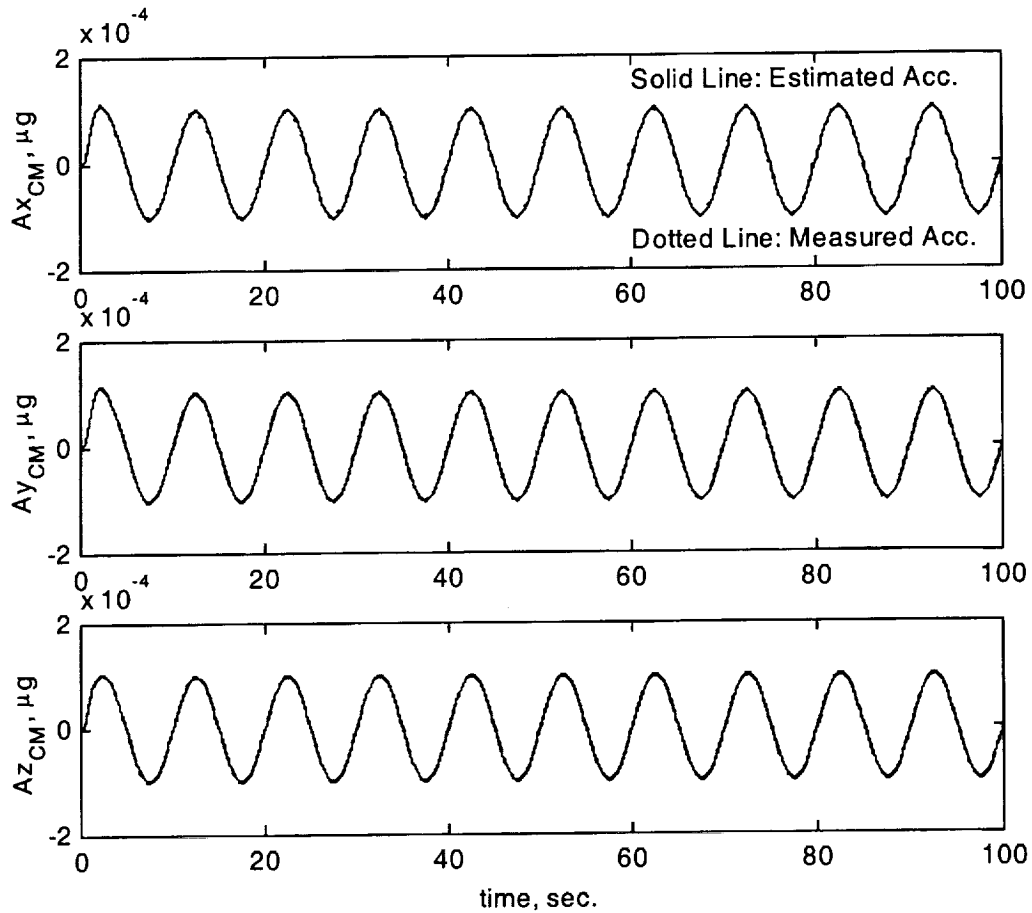 x 10^-4
2
0
-2
Ax_CM, μg
Solid Line: Estimated Acc.
Dotted Line: Measured Acc.
0 20 40 60 80 100
x 10^-4
2
0
-2
Ay_CM, μg
0 20 40 60 80 100
x 10^-4
2
0
-2
Az_CM, μg
0 20 40 60 80 100
time, sec.